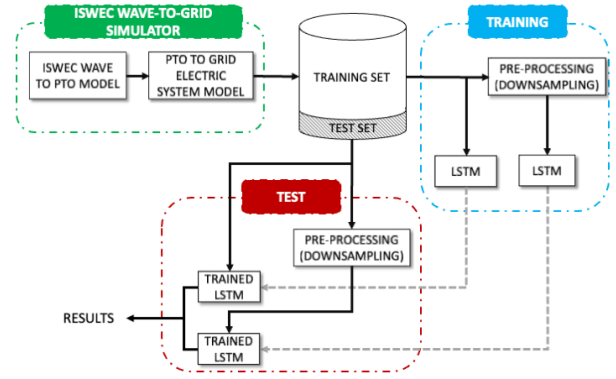 ISWEC WAVE-TO-GRID
SIMULATOR
ISWEC WAVE
TO PTO MODEL
PTO TO GRID
ELECTRIC
SYSTEM MODEL
TRAINING SET
TEST SET
TRAINING
PRE-PROCESSING
(DOWNSAMPLING)
LSTM
LSTM
TEST
PRE-PROCESSING
(DOWNSAMPLING)
TRAINED
LSTM
RESULTS
TRAINED
LSTM